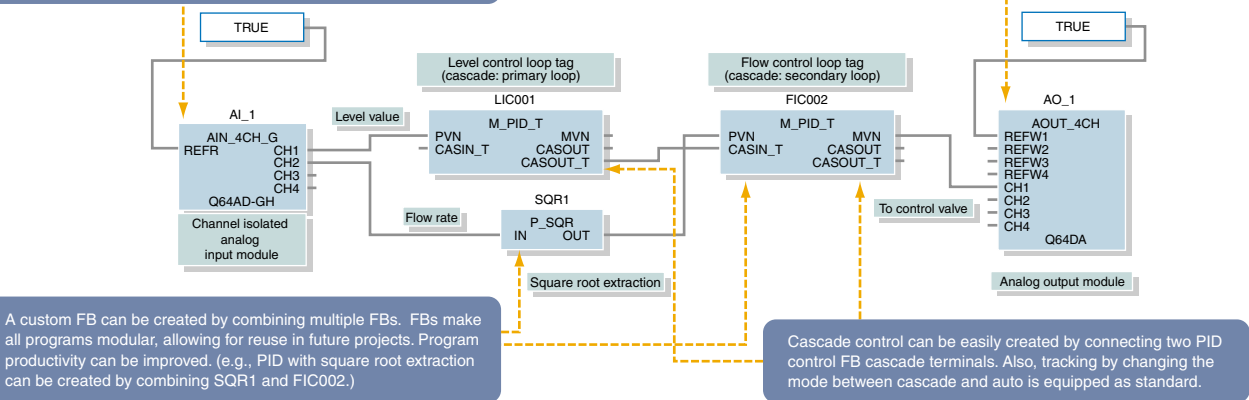 TRUE
TRUE
Level control loop tag
(cascade: primary loop)
Flow control loop tag
(cascade: secondary loop)
LIC001
FIC002
AI_1
AO_1
Level value
AIN_4CH_G
REFR
CH1
CH2
CH3
CH4
Q64AD-GH
M_PID_T
PVN
MVN
CASIN_T
CASOUT
CASOUT_T
M_PID_T
PVN
MVN
CASIN_T
CASOUT
CASOUT_T
AOUT_4CH
REFW1
REFW2
REFW3
REFW4
CH1
CH2
CH3
CH4
Q64DA
SQR1
P_SQR
IN
OUT
Flow rate
To control valve
Channel isolated
analog
input module
Square root extraction
Analog output module
A custom FB can be created by combining multiple FBs. FBs make
all programs modular, allowing for reuse in future projects. Program
productivity can be improved. (e.g., PID with square root extraction
can be created by combining SQR1 and FIC002.)
Cascade control can be easily created by connecting two PID
control FB cascade terminals. Also, tracking by changing the
mode between cascade and auto is equipped as standard.